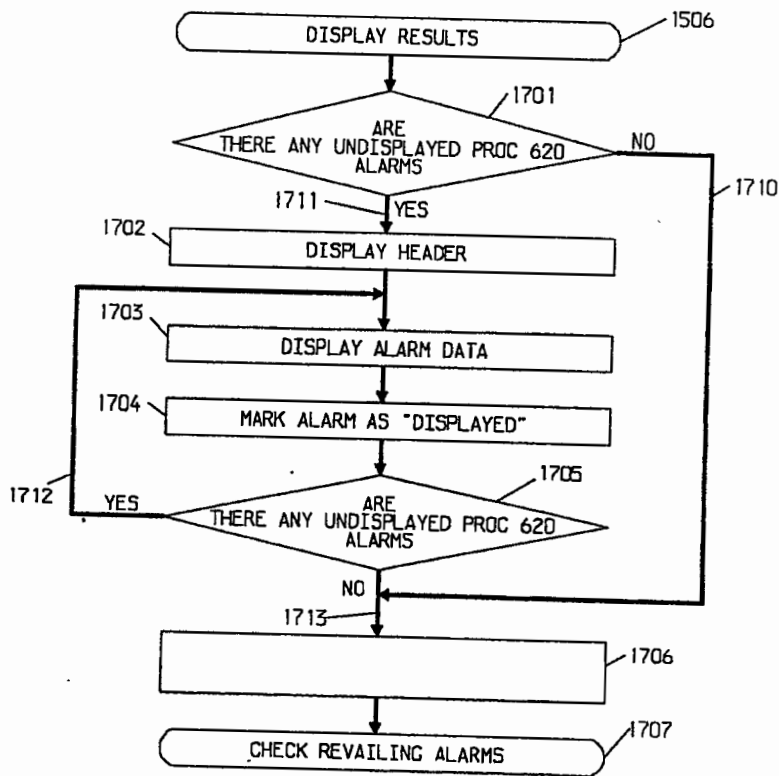 DISPLAY RESULTS
1506
1701
ARE
THERE ANY UNDISPLAYED PROC 620
ALARMS
NO
1710
1711
YES
1702
DISPLAY HEADER
1703
DISPLAY ALARM DATA
1704
MARK ALARM AS "DISPLAYED"
1705
1712
YES
ARE
THERE ANY UNDISPLAYED PROC 620
ALARMS
NO
1713
1706
1707
CHECK REVAILING ALARMS